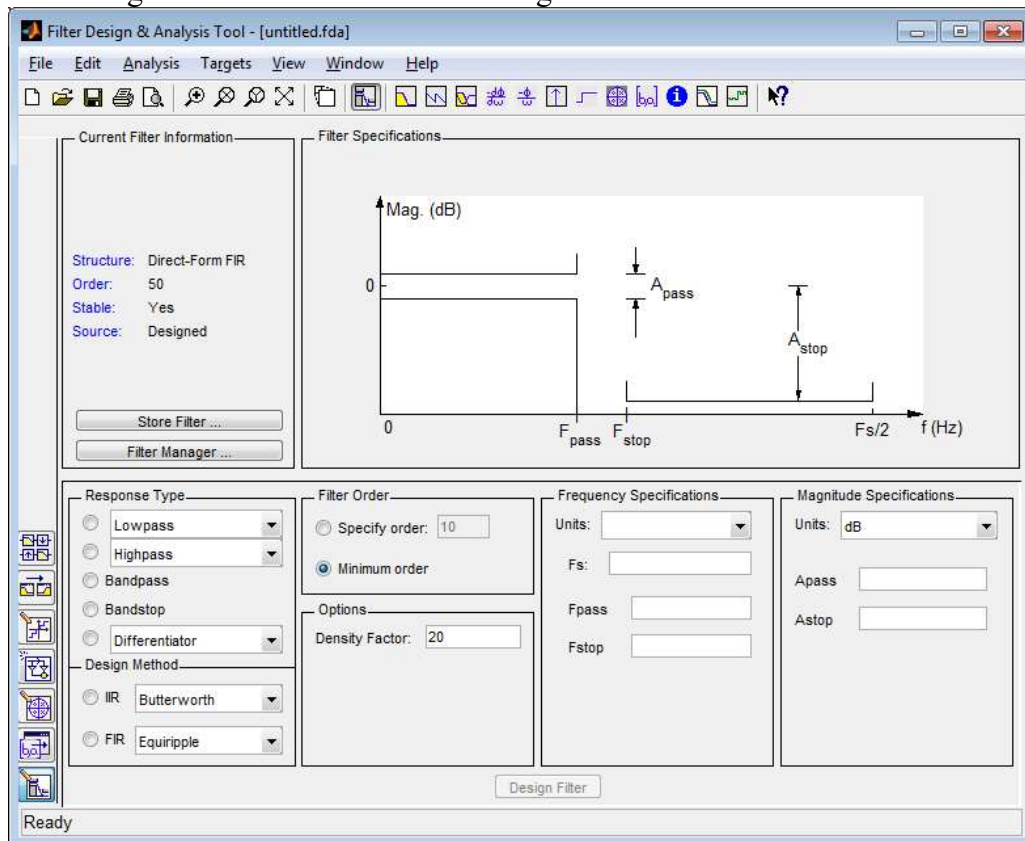 Filter Design & Analysis Tool - [untitled.fda]
File Edit Analysis Targets View Window Help
Current Filter Information
Structure: Direct-Form FIR
Order: 50
Stable: Yes
Source: Designed
Store Filter ...
Filter Manager ...
Filter Specifications
Mag. (dB)
0
A pass
A stop
0 F pass F stop Fs/2 f (Hz)
Response Type
Lowpass
Highpass
Bandpass
Bandstop
Differentiator
Design Method
IIR Butterworth
FIR Equiripple
Filter Order
Specify order: 10
Minimum order
Options
Density Factor: 20
Frequency Specifications
Units:
Fs:
Fpass
Fstop
Magnitude Specifications
Units: dB
Apass
Astop
Design Filter
Ready